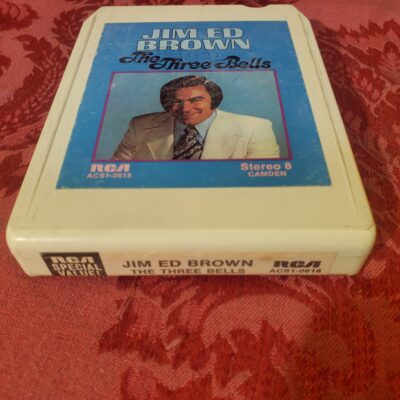 JIM ED
BROWN
The Three Bells
RCA
ACS1-0618
Stereo 8
CAMDEN
RCA
SPECIAL
VALUE!
JIM ED BROWN
THE THREE BELLS
RCA
ACS1-0618